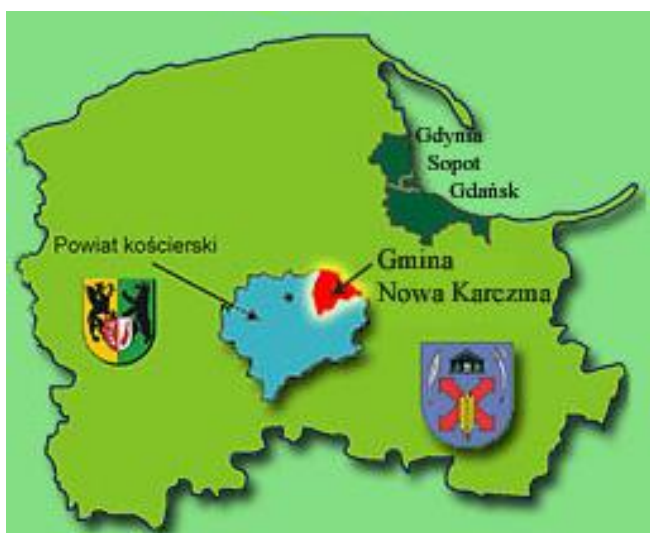 Gdynia
Sopot
Gdańsk
Powiat kościerski
Gmina
Nowa Karczma